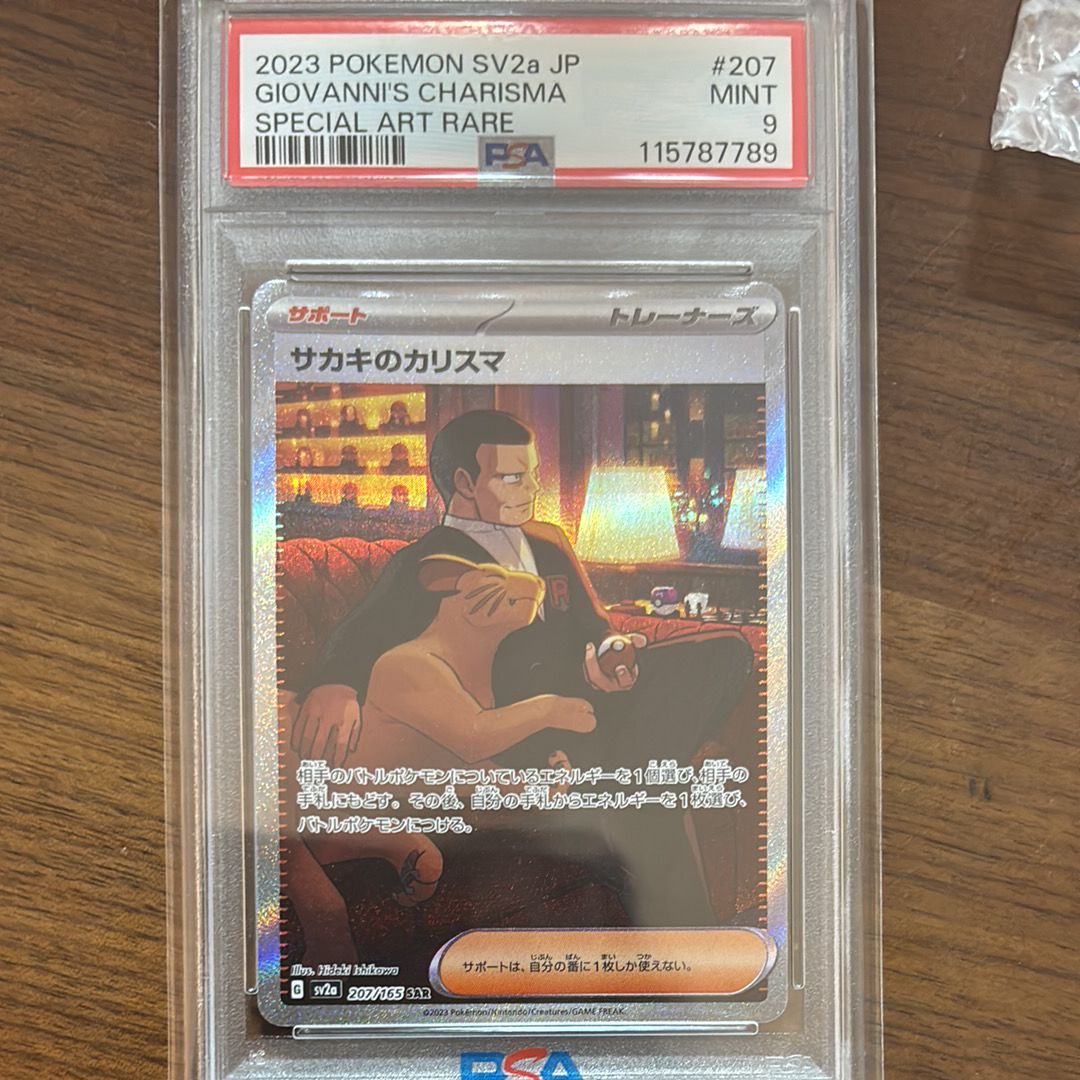 2023 POKEMON SV2a JP #207
GIOVANNI'S CHARISMA MINT
SPECIAL ART RARE 9
PSA 115787789
サポート トレーナーズ
サカキのカリスマ
R
相手のバトルポケモンについているエネルギーを1個選び、相手の
手札にもどす。その後、自分の手札からエネルギーを1枚選び、
バトルポケモンにつける。
サポートは、自分の番に1枚しか使えない。
Illus. Hideki Ishikawa
G sv2a 207/165 SAR
©2023 Pokémon/Nintendo/Creatures/GAME FREAK.
PSA